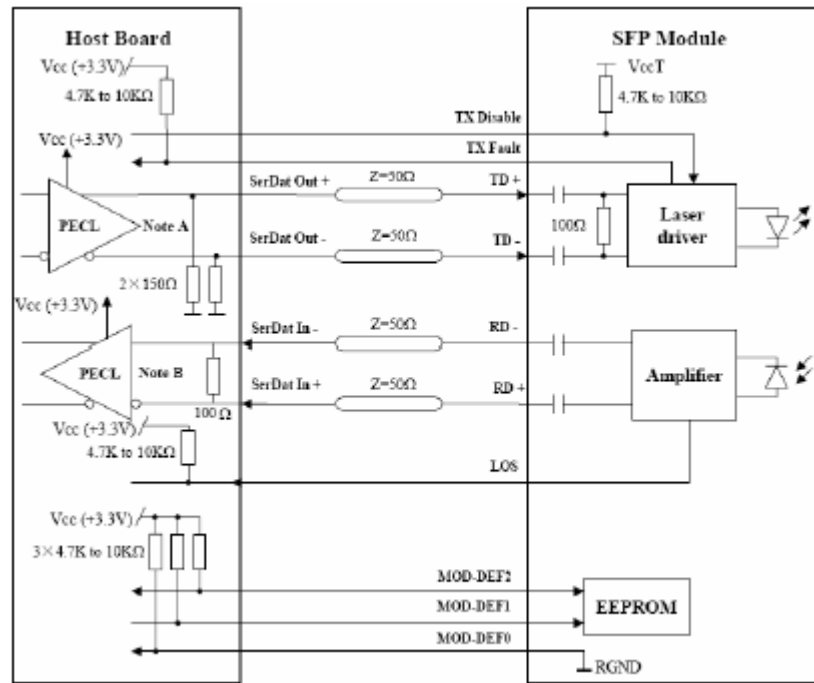 Host Board
SFP Module
Vcc (+3.3V)
4.7K to 10KΩ
VccT
4.7K to 10KΩ
TX Disable
Vcc (+3.3V)
TX Fault
SerDat Out +
Z=50Ω
TD +
PECL
Note A
100Ω
Laser
driver
SerDat Out -
Z=50Ω
TD -
2×150Ω
Vcc (+3.3V)
SerDat In -
Z=50Ω
RD -
PECL
Note B
Amplifier
SerDat In +
Z=50Ω
RD +
100Ω
Vcc (+3.3V)
4.7K to 10KΩ
LOS
Vcc (+3.3V)
3×4.7K to 10KΩ
MOD-DEF2
MOD-DEF1
EEPROM
MOD-DEF0
RGND